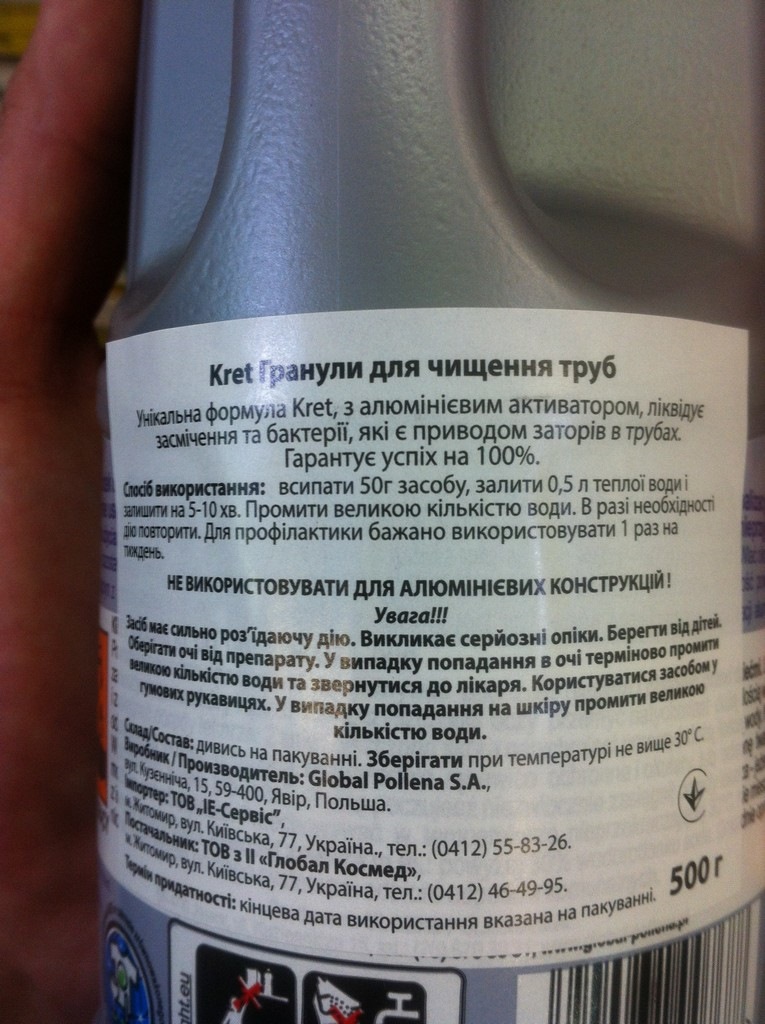 Kret Гранули для чищення труб
Унікальна формула Kret, з алюмінієвим активатором, ліквідує
засмічення та бактерії, які є приводом заторів в трубах.
Гарантує успіх на 100%.
Спосіб використання: всипати 50г засобу, залити 0,5 л теплої води і
залишити на 5-10 хв. Промити великою кількістю води. В разі необхідності
дію повторити. Для профілактики бажано використовувати 1 раз на
тиждень.
НЕ ВИКОРИСТОВУВАТИ ДЛЯ АЛЮМІНІЄВИХ КОНСТРУКЦІЙ!
Увага!!!
Засіб має сильно роз'їдаючу дію. Викликає серйозні опіки. Берегти від дітей.
Оберігати очі від препарату. У випадку попадання в очі терміново промити
великою кількістю води та звернутися до лікаря. Користуватися засобом у
гумових рукавицях. У випадку попадання на шкіру промити великою
кількістю води.
Склад/Состав: дивись на пакуванні. Зберігати при температурі не вище 30° С.
Виробник / Производитель: Global Pollena S.A.,
вул. Кузєнніча, 15, 59-400, Явір, Польша.
Імпортер: ТОВ „ІЕ-Сервіс",
м. Житомир, вул. Київська, 77, Україна., тел.: (0412) 55-83-26.
Постачальник: ТОВ з ІІ «Глобал Космед»,
м. Житомир, вул. Київська, 77, Україна, тел.: (0412) 46-49-95.
Термін придатності: кінцева дата використання вказана на пакуванні.
500 г